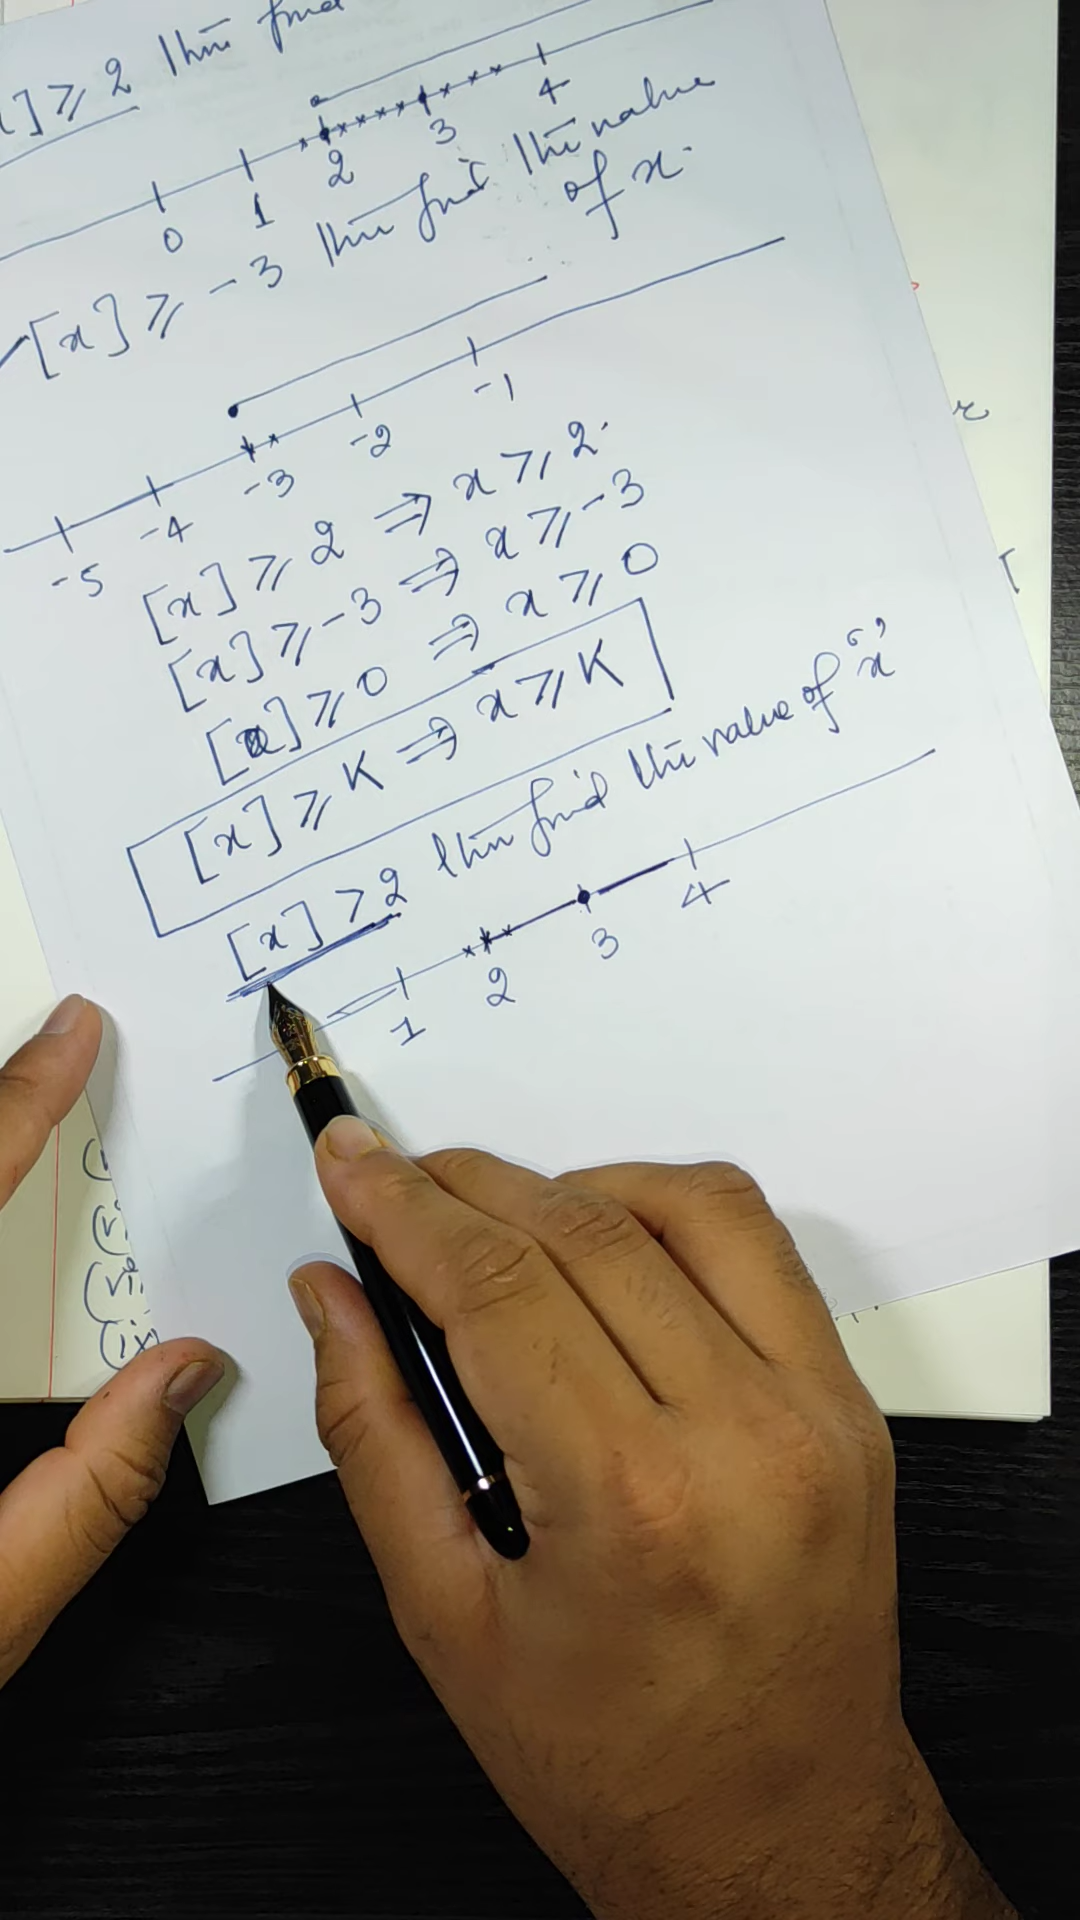 ] ⩾ 2 then find
0 1 2 3 4
[x] ⩾ -3 then find the value
of x.
-5 -4 -3 -2 -1
[x] ⩾ 2 ⇒ x ⩾ 2.
[x] ⩾ -3 ⇒ x ⩾ -3
[x] ⩾ 0 ⇒ x ⩾ 0
[x] ⩾ K ⇒ x ⩾ K
[x] > 2 then find the value of "x"
1 2 3 4
(ix)